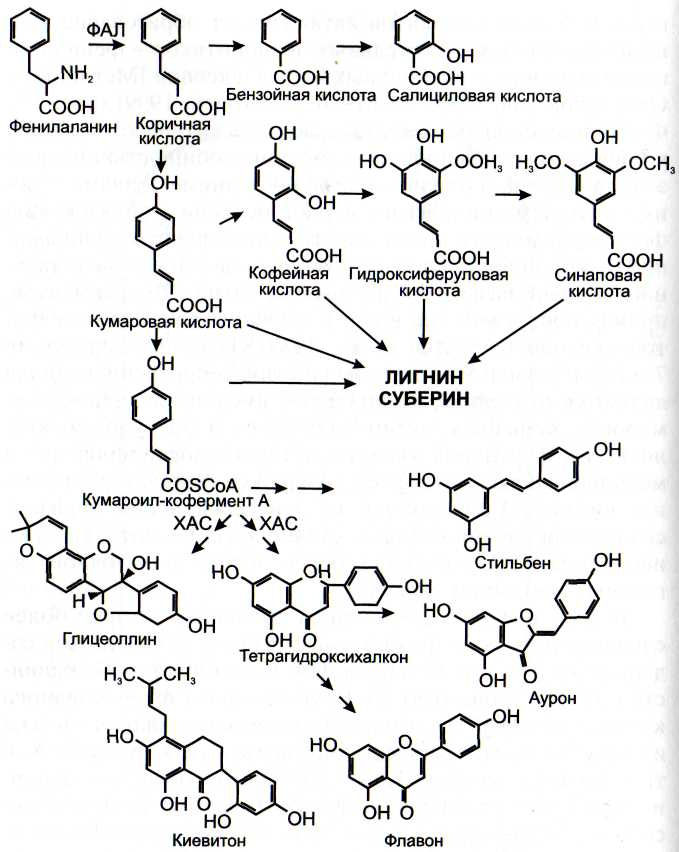 ФАЛ
NH₂
OH
COOH
COOH
COOH
COOH
Фенилаланин
Коричная
кислота
Бензойная кислота
Салициловая кислота
OH
OH
COOH
Кумаровая кислота
OH
OH
COOH
Кофейная
кислота
OH
HO
OOH₃
COOH
Гидроксиферуловая
кислота
OH
H₃CO
OCH₃
COOH
Синаповая
кислота
ЛИГНИН
СУБЕРИН
OH
COSCoA
Кумароил-кофермент А
ХАС
ХАС
HO
OH
OH
Стильбен
O
O
OH
H
O
OH
Глицеоллин
HO
OH
OH
OH
O
Тетрагидроксихалкон
OH
HO
O
OH
O
Аурон
H₃C
CH₃
HO
OH
O
HO
OH
Киевитон
HO
O
OH
OH
O
Флавон